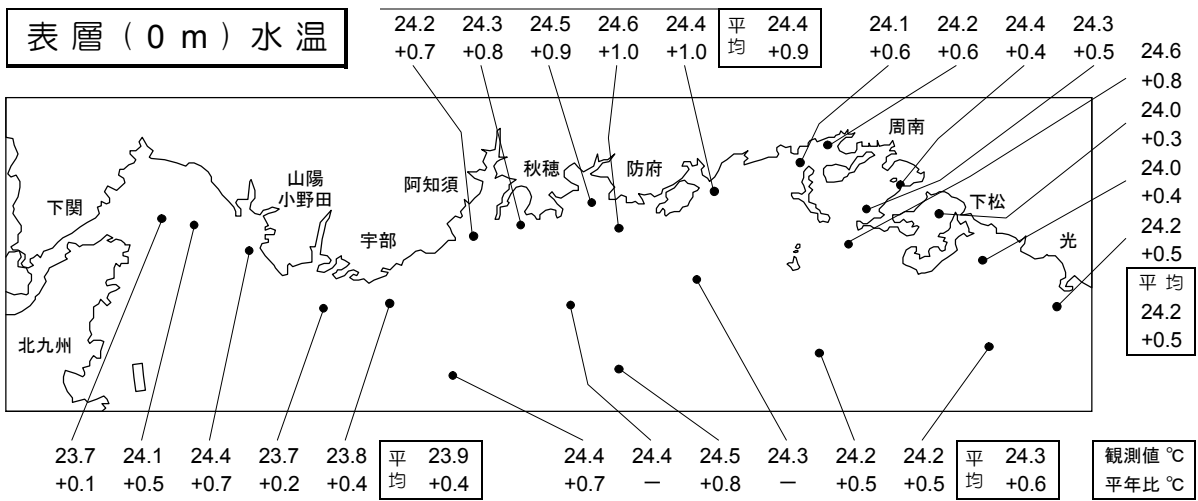 表層(0m)水温
24.2 24.3 24.5 24.6 24.4 平均 24.4
+0.7 +0.8 +0.9 +1.0 +1.0 +0.9
24.1 24.2 24.4 24.3
+0.6 +0.6 +0.4 +0.5
24.6
+0.8
24.0
+0.3
24.0
+0.4
24.2
+0.5
平均
24.2
+0.5
周南
秋穂
防府
山陽
小野田
阿知須
下関
下松
宇部
光
北九州
23.7 24.1 24.4 23.7 23.8 平均 23.9
+0.1 +0.5 +0.7 +0.2 +0.4 +0.4
24.4 24.4 24.5 24.3 24.2 24.2 平均 24.3
+0.7 － +0.8 － +0.5 +0.5 +0.6
観測値 ℃
平年比 ℃